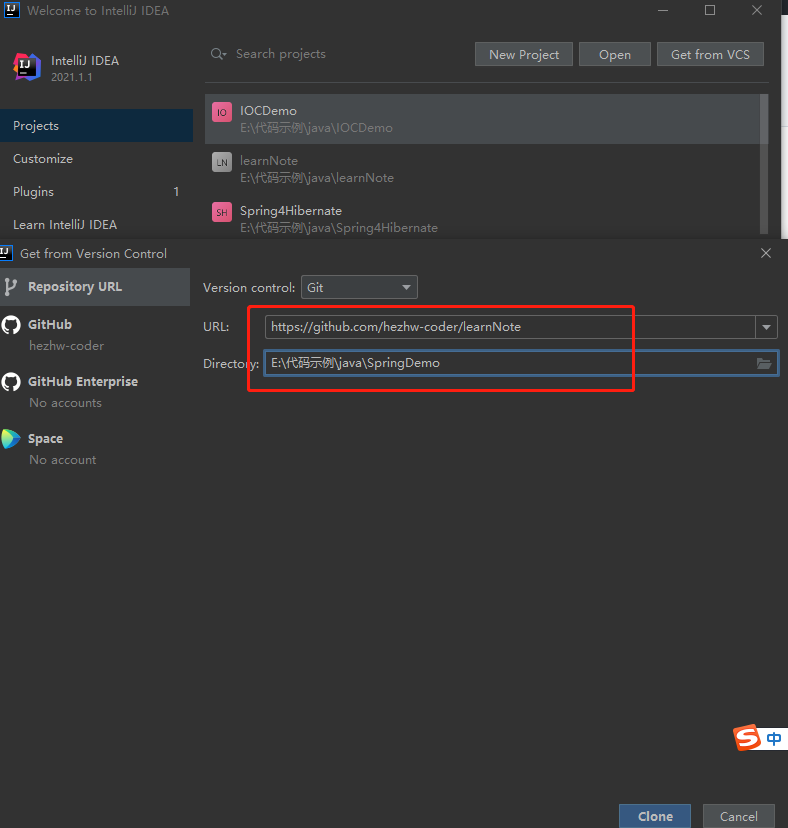 IJ Welcome to IntelliJ IDEA
IJ
IntelliJ IDEA
2021.1.1
Search projects
New Project
Open
Get from VCS
Projects
Customize
Plugins 1
Learn IntelliJ IDEA
IO IOCDemo
E:\代码示例\java\IOCDemo
LN learnNote
E:\代码示例\java\learnNote
SH Spring4Hibernate
E:\代码示例\java\Spring4Hibernate
IJ Get from Version Control
Repository URL
GitHub
hezhw-coder
GitHub Enterprise
No accounts
Space
No account
Version control: Git
URL: https://github.com/hezhw-coder/learnNote
Directory: E:\代码示例\java\SpringDemo
S 中
Clone
Cancel